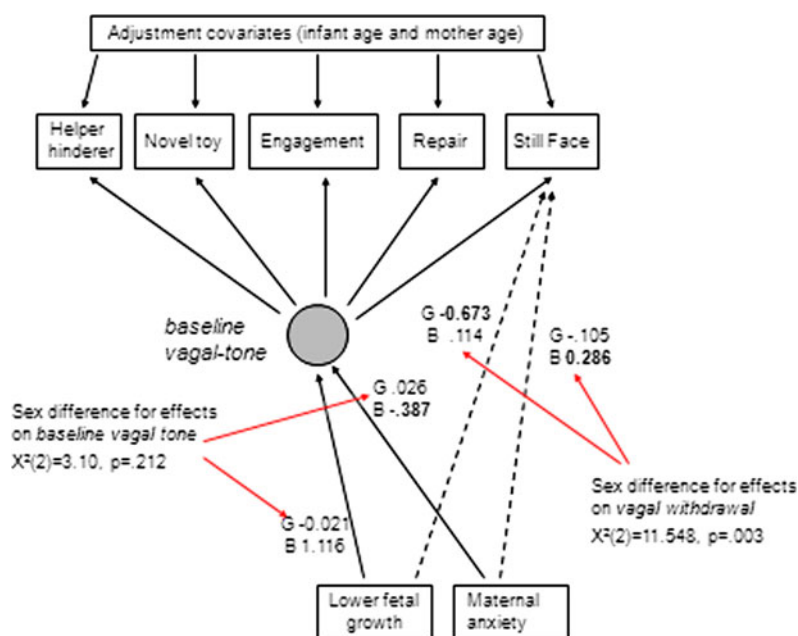 Adjustment covariates (infant age and mother age)
Helper
hinderer
Novel toy
Engagement
Repair
Still Face
baseline
vagal-tone
G -0.673
B .114
G -.105
B 0.286
G .026
B -.387
Sex difference for effects
on baseline vagal tone
X²(2)=3.10, p=.212
G -0.021
B 1.116
Sex difference for effects
on vagal withdrawal
X²(2)=11.548, p=.003
Lower fetal
growth
Maternal
anxiety